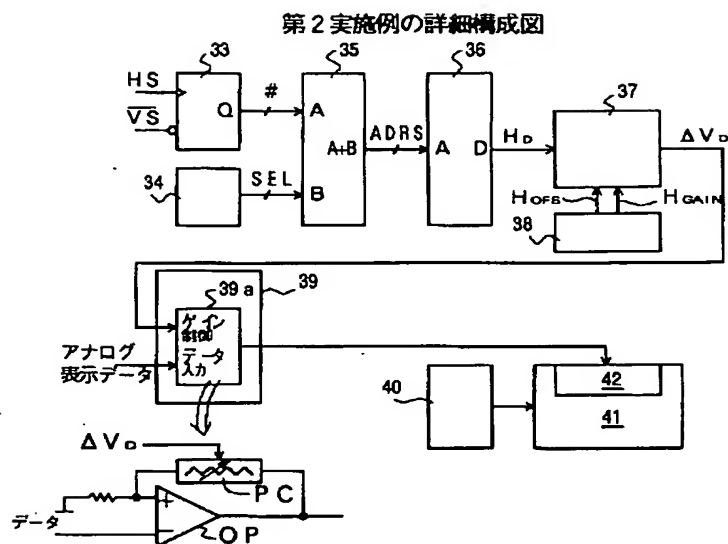 第2実施例の詳細構成図
33
35
36
37
HS
VS
Q
#
A
A+B
B
ADRS
A
D
HD
ΔVD
34
SEL
HOFS
HGAIN
38
39
39a
ゲイン
制御
データ
入力
アナログ
表示データ
40
42
41
ΔVD
PC
データ
+
−
OP